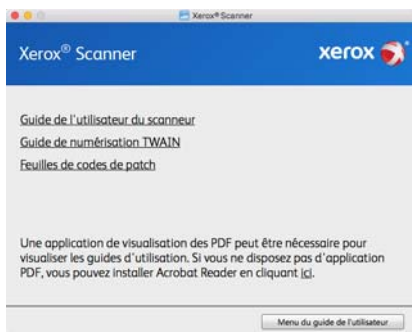 Xerox® Scanner
Xerox® Scanner
xerox
Guide de l'utilisateur du scanneur
Guide de numérisation TWAIN
Feuilles de codes de patch
Une application de visualisation des PDF peut être nécessaire pour
visualiser les guides d'utilisation. Si vous ne disposez pas d'application
PDF, vous pouvez installer Acrobat Reader en cliquant ici.
Menu du guide de l'utilisateur